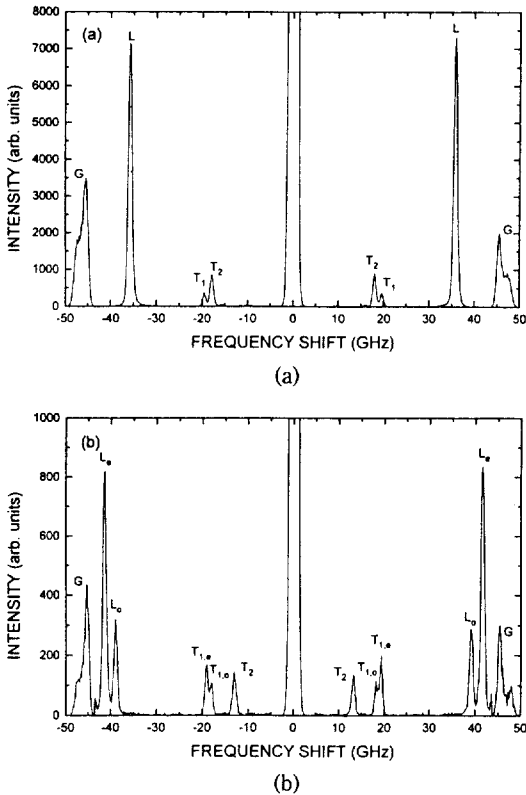 (a)
8000
7000
6000
5000
4000
3000
2000
1000
0
INTENSITY (arb. units)
G
L
T1
T2
T2
T1
L
G
-50 -40 -30 -20 -10 0 10 20 30 40 50
FREQUENCY SHIFT (GHz)
(a)
(b)
1000
800
600
400
200
0
INTENSITY (arb. units)
G
Le
Lo
T1,e
T1,o
T2
T2
T1,o
T1,e
Lo
Le
G
-50 -40 -30 -20 -10 0 10 20 30 40 50
FREQUENCY SHIFT (GHz)
(b)